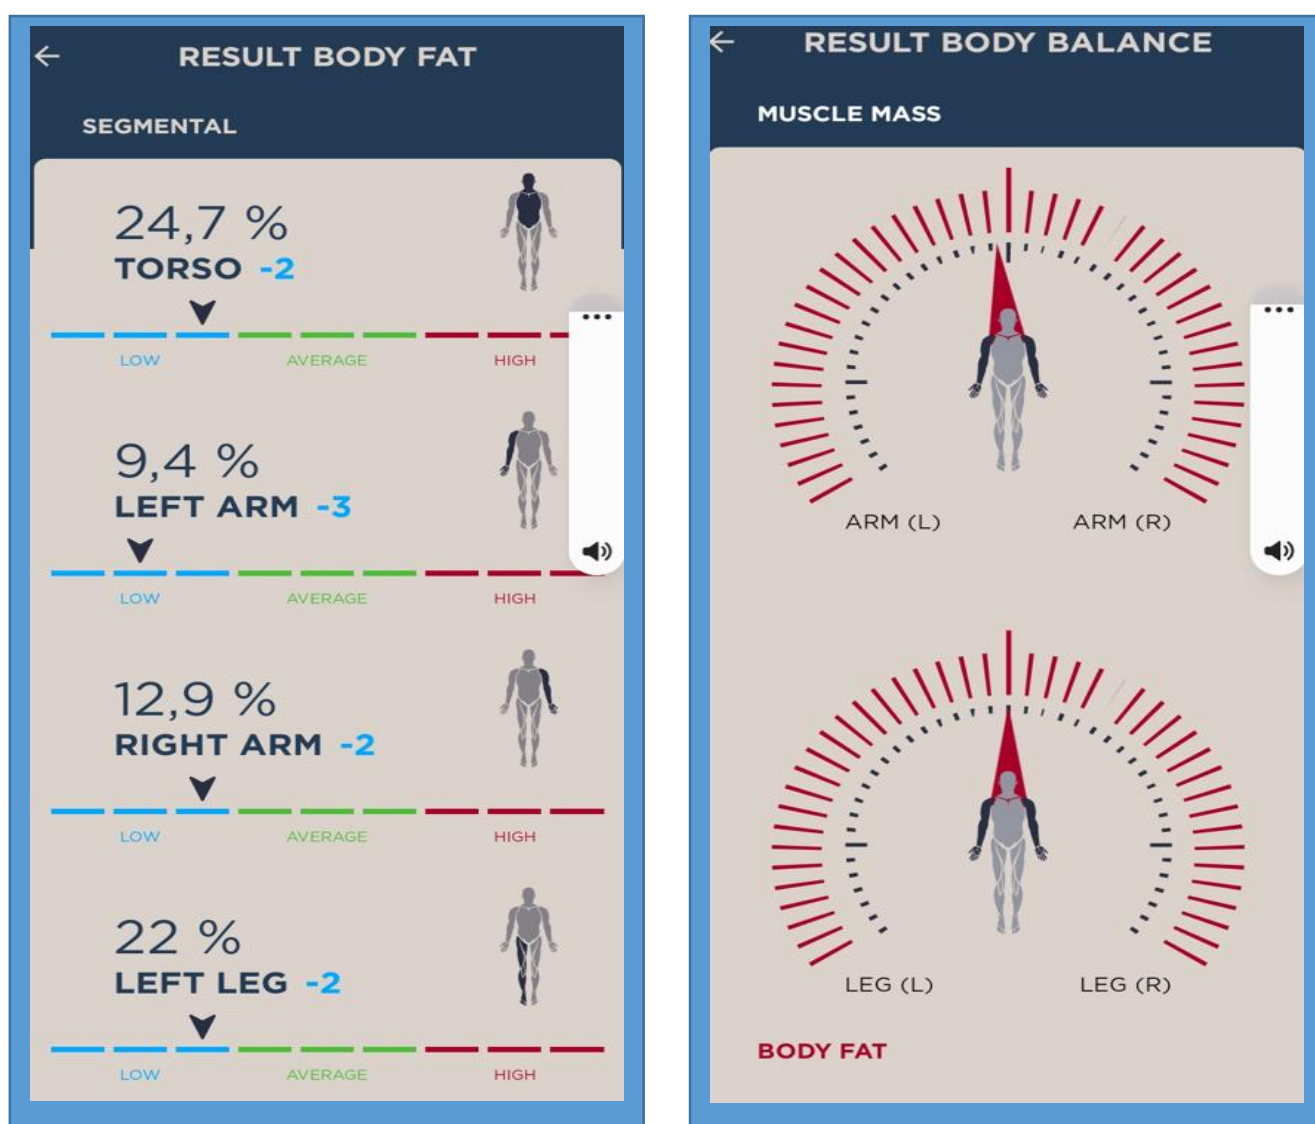 RESULT BODY FAT
SEGMENTAL
24,7 %
TORSO -2
LOW AVERAGE HIGH
9,4 %
LEFT ARM -3
LOW AVERAGE HIGH
12,9 %
RIGHT ARM -2
LOW AVERAGE HIGH
22 %
LEFT LEG -2
LOW AVERAGE HIGH
RESULT BODY BALANCE
MUSCLE MASS
ARM (L) ARM (R)
LEG (L) LEG (R)
BODY FAT